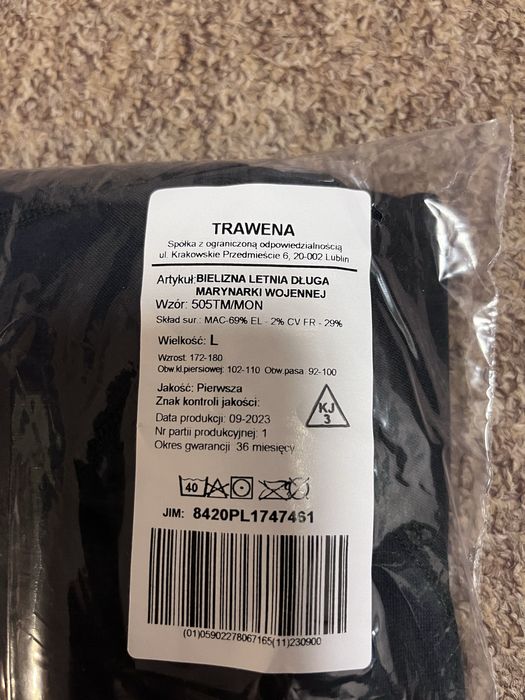 TRAWENA
Spółka z ograniczoną odpowiedzialnością
ul. Krakowskie Przedmieście 6, 20-002 Lublin
Artykuł: BIELIZNA LETNIA DŁUGA
MARYNARKI WOJENNEJ
Wzór: 505TM/MON
Skład sur.: MAC-69% EL - 2% CV FR - 29%
Wielkość: L
Wzrost: 172-180
Obw.kl.piersiowej: 102-110 Obw.pasa: 92-100
Jakość: Pierwsza
Znak kontroli jakości:
KJ
3
Data produkcji: 09-2023
Nr partii produkcyjnej: 1
Okres gwarancji: 36 miesięcy
40 A
JIM: 8420PL1747461
(01)05902278067165(11)230900